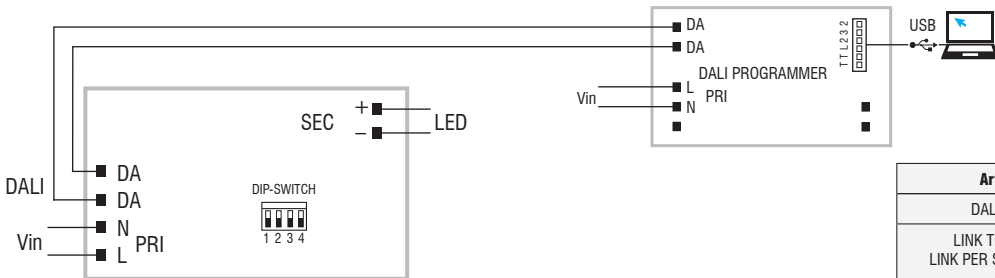 DA
DA
TTL232
USB
DALI PROGRAMMER
Vin
L
PRI
N
SEC
+
–
LED
DALI
DA
DA
DIP-SWITCH
1 2 3 4
Vin
N
PRI
L
Ar
DAL
LINK T
LINK PER S